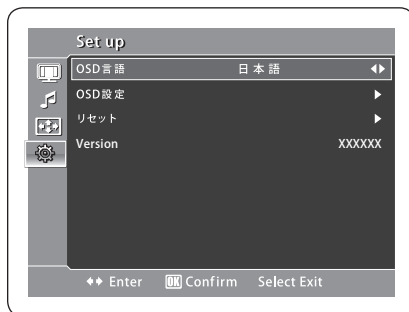 Set up
OSD言語 日本語
OSD設定
リセット
Version XXXXXX
Enter OK Confirm Select Exit